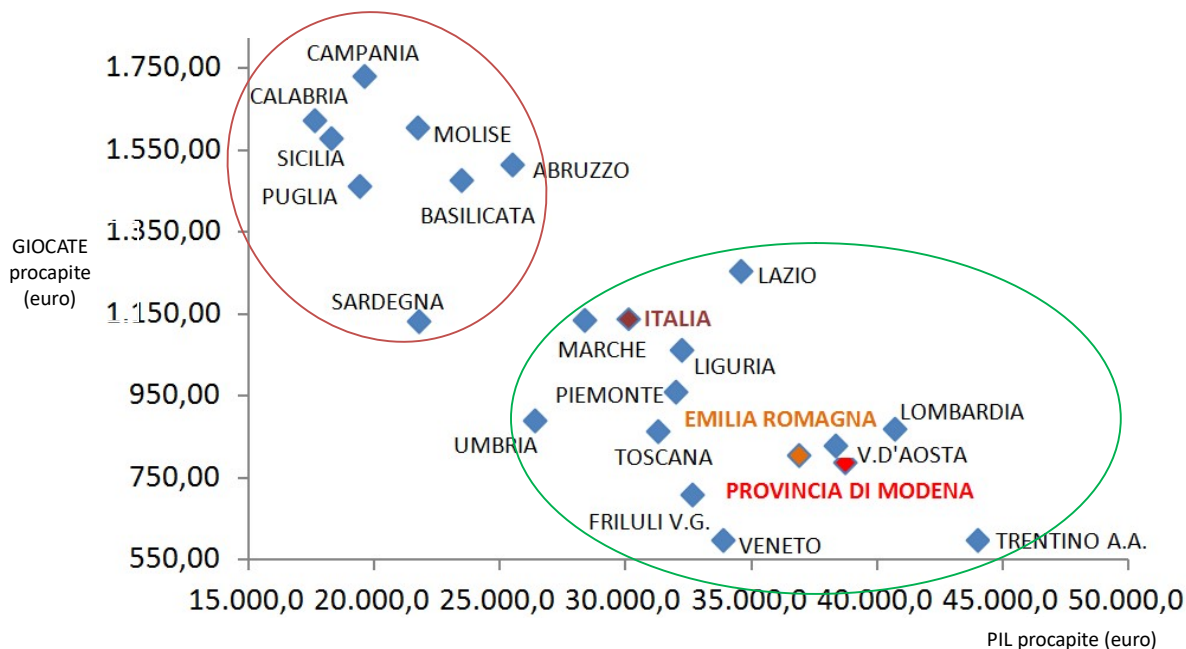 CAMPANIA
1.750,00
CALABRIA
MOLISE
1.550,00
SICILIA
ABRUZZO
PUGLIA
BASILICATA
1.350,00
GIOCATE
procapite
(euro)
LAZIO
SARDEGNA
1.150,00
ITALIA
MARCHE
LIGURIA
950,00
PIEMONTE
LOMBARDIA
EMILIA ROMAGNA
UMBRIA
TOSCANA
V.D'AOSTA
750,00
PROVINCIA DI MODENA
FRILULI V.G.
VENETO
TRENTINO A.A.
550,00
15.000,0 20.000,0 25.000,0 30.000,0 35.000,0 40.000,0 45.000,0 50.000,0
PIL procapite (euro)